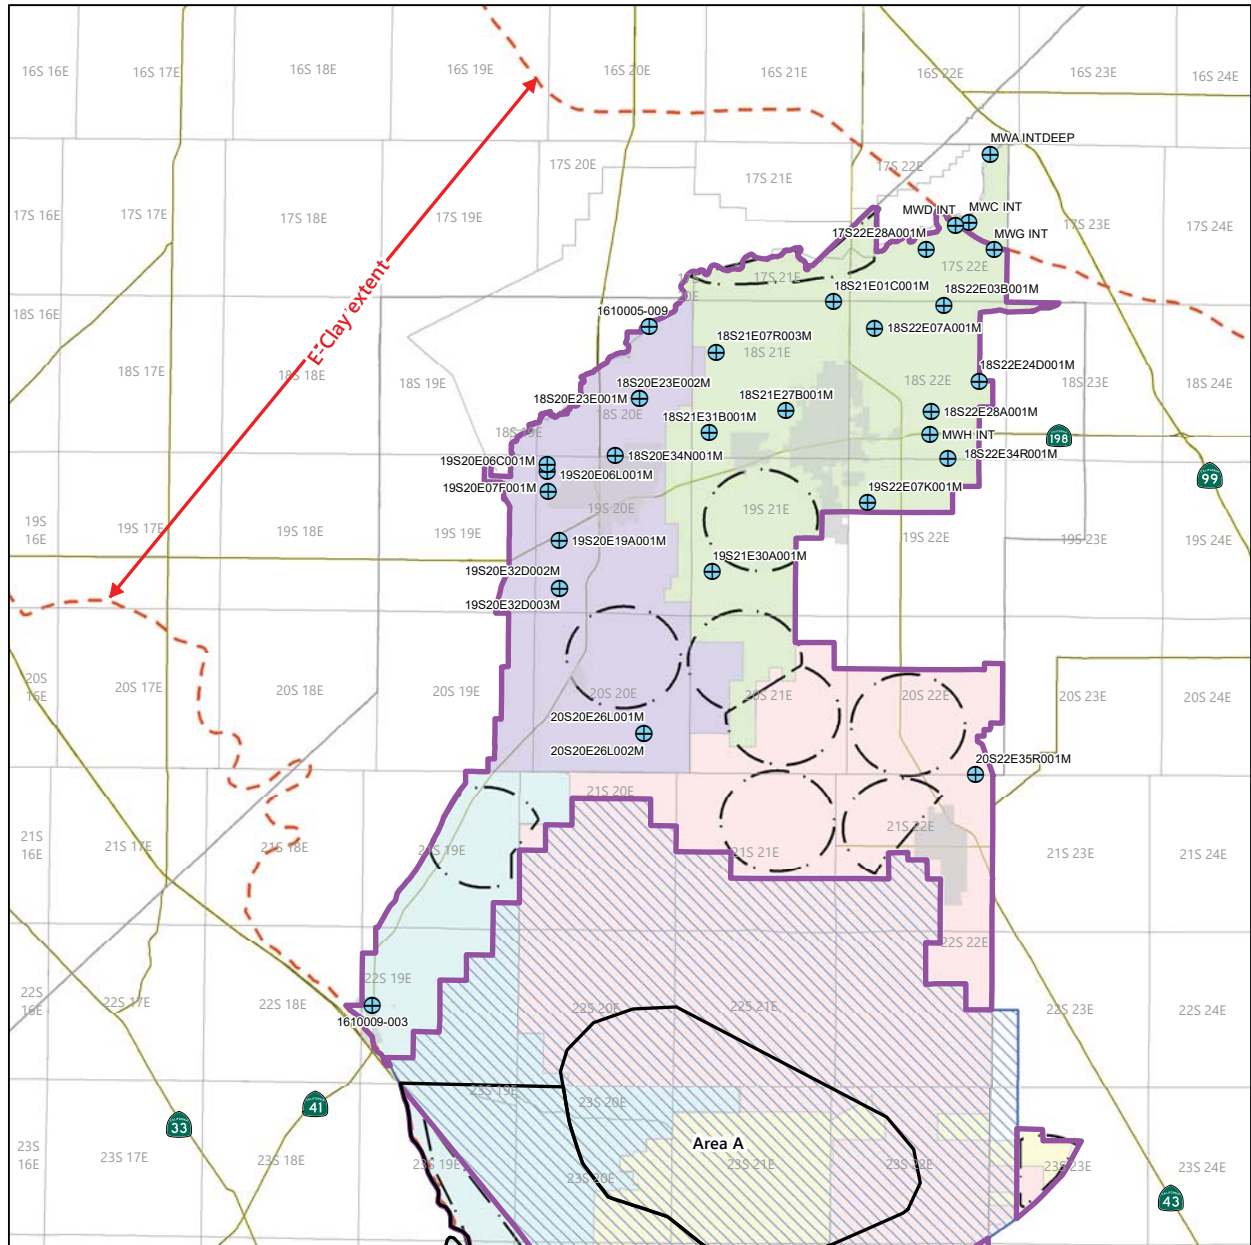 16S 16E
16S 17E
16S 18E
16S 19E
16S 20E
16S 21E
16S 22E
16S 23E
16S 24E
MWA INTDEEP
17S 20E
17S 21E
17S 22E
17S 16E
17S 17E
17S 18E
17S 19E
MWD INT
MWC INT
17S22E28A001M
MWG INT
17S 23E
17S 24E
17S 22E
17S 21E
E-Clay extent
18S21E01C001M
18S22E03B001M
18S 16E
1610005-009
18S22E07A001M
18S21E07R003M
18S 21E
18S 17E
18S 18E
18S 19E
18S20E23E002M
18S20E23E001M
18S 20E
18S21E27B001M
18S22E24D001M
18S 22E
18S 23E
18S 24E
18S22E28A001M
18S21E31B001M
18S 19E
MWH INT
198
18S20E34N001M
18S22E34R001M
19S20E06C001M
19S20E06L001M
19S20E07F001M
99
19S22E07K001M
19S 20E
19S 21E
19S
16E
19S 17E
19S 18E
19S 19E
19S20E19A001M
19S 22E
19S 23E
19S 24E
19S21E30A001M
19S20E32D002M
19S20E32D003M
20S
16E
20S 17E
20S 18E
20S 19E
20S 20E
20S 21E
20S 22E
20S 23E
20S 24E
20S20E26L001M
20S20E26L002M
20S22E35R001M
21S 20E
21S
16E
21S 17E
21S 18E
21S 19E
21S 21E
21S 22E
21S 23E
21S 24E
22S 22E
22S
16E
22S 17E
22S 18E
22S 19E
22S 20E
22S 21E
22S 23E
22S 24E
1610009-003
23S 19E
23S 20E
41
33
Area A
23S
16E
23S 17E
23S 18E
23S 19E
23S 20E
23S 21E
23S 22E
23S 23E
23S 24E
43